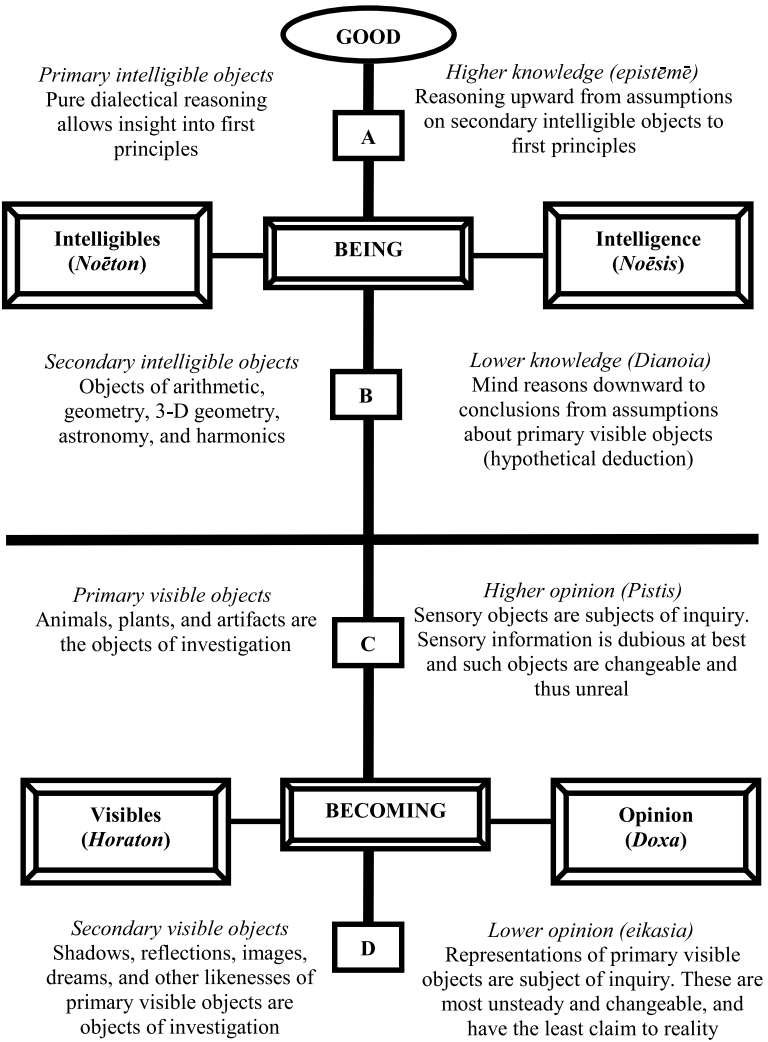 GOOD
Primary intelligible objects
Pure dialectical reasoning
allows insight into first
principles
Higher knowledge (epistēmē)
Reasoning upward from assumptions
on secondary intelligible objects to
first principles
A
Intelligibles
(Noēton)
BEING
Intelligence
(Noēsis)
Secondary intelligible objects
Objects of arithmetic,
geometry, 3-D geometry,
astronomy, and harmonics
B
Lower knowledge (Dianoia)
Mind reasons downward to
conclusions from assumptions
about primary visible objects
(hypothetical deduction)
Primary visible objects
Animals, plants, and artifacts are
the objects of investigation
C
Higher opinion (Pistis)
Sensory objects are subjects of inquiry.
Sensory information is dubious at best
and such objects are changeable and
thus unreal
Visibles
(Horaton)
BECOMING
Opinion
(Doxa)
Secondary visible objects
Shadows, reflections, images,
dreams, and other likenesses of
primary visible objects are
objects of investigation
D
Lower opinion (eikasia)
Representations of primary visible
objects are subject of inquiry. These are
most unsteady and changeable, and
have the least claim to reality